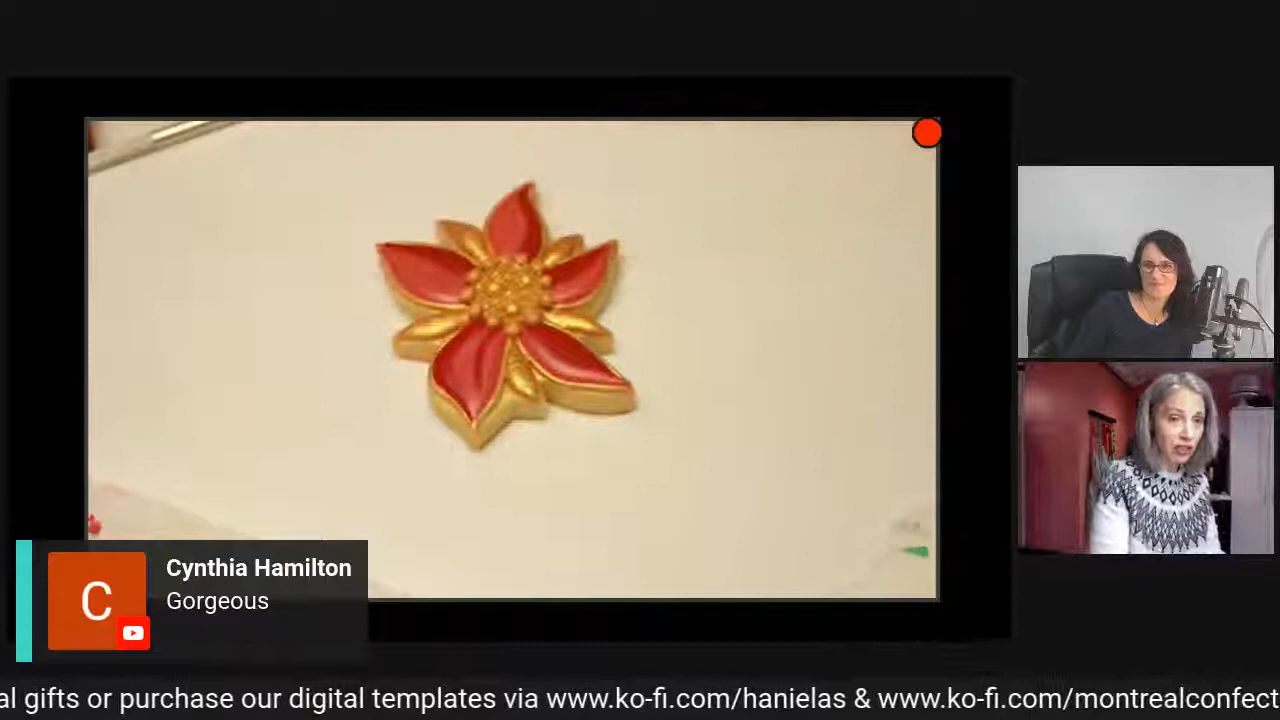 C
Cynthia Hamilton
Gorgeous
al gifts or purchase our digital templates via www.ko-fi.com/hanielas & www.ko-fi.com/montrealconfect